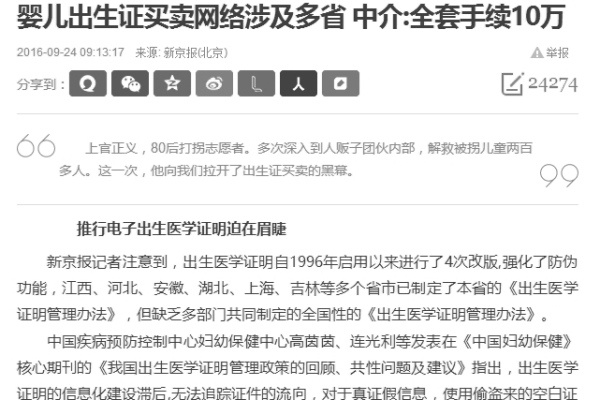 婴儿出生证买卖网络涉及多省 中介:全套手续10万
2016-09-24 09:13:17 来源: 新京报(北京) 举报
分享到: 24274
上官正义，80后打拐志愿者。多次深入到人贩子团伙内部，解救被拐儿童两百
多人。这一次，他向我们拉开了出生证买卖的黑幕。
推行电子出生医学证明迫在眉睫
新京报记者注意到，出生医学证明自1996年启用以来进行了4次改版,强化了防伪
功能，江西、河北、安徽、湖北、上海、吉林等多个省市已制定了本省的《出生医学
证明管理办法》，但缺乏多部门共同制定的全国性的《出生医学证明管理办法》。
中国疾病预防控制中心妇幼保健中心高茵茵、连光利等发表在《中国妇幼保健》
核心期刊的《我国出生医学证明管理政策的回顾、共性问题及建议》指出，出生医学
证明的信息化建设滞后,无法追踪证件的流向，对于真证假信息，使用偷盗来的空白证